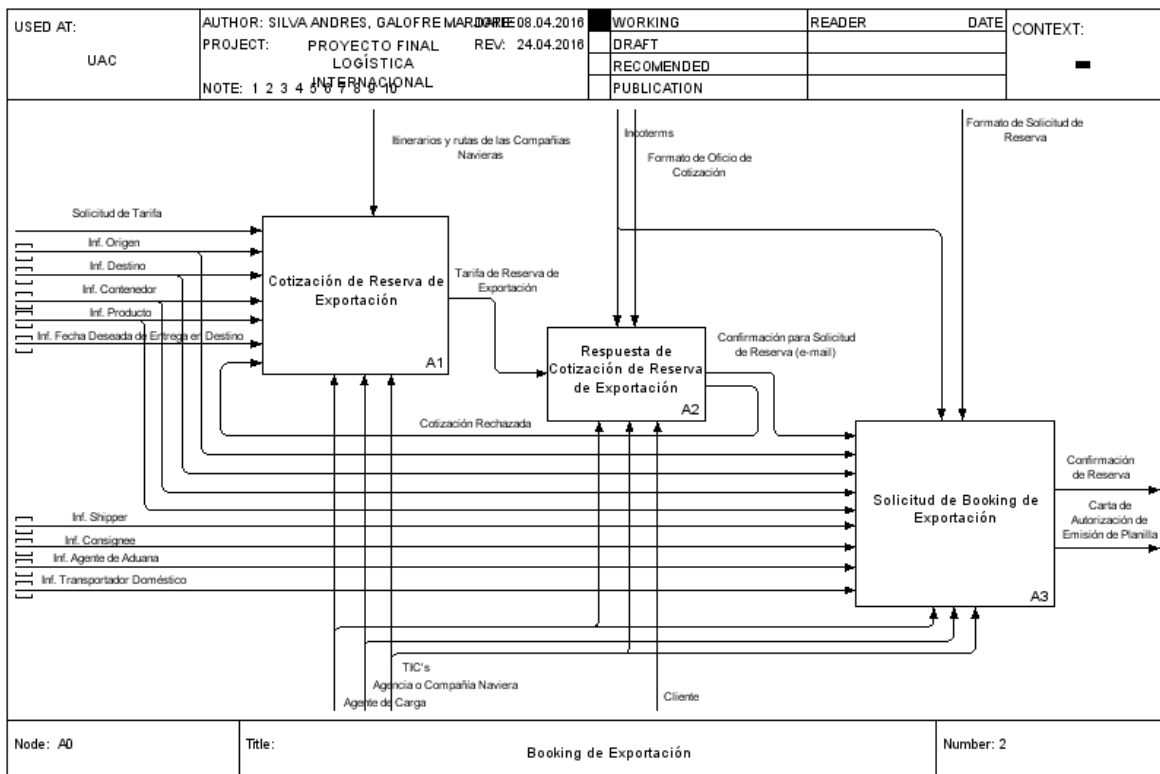 USED AT:
UAC
AUTHOR: SILVA ANDRES, GALOFRE MARJORIE
DATE: 08.04.2016
PROJECT: PROYECTO FINAL
LOGÍSTICA
INTERNACIONAL
REV: 24.04.2016
NOTE: 1 2 3 4 5 6 7 8 9 10
WORKING
DRAFT
RECOMENDED
PUBLICATION
READER DATE
CONTEXT:
Itinerarios y rutas de las Compañias
Navieras
Incoterms
Formato de Oficio de
Cotización
Formato de Solicitud de
Reserva
Solicitud de Tarifa
Inf. Origen
Inf. Destino
Inf. Contenedor
Inf. Producto
Inf. Fecha Deseada de Entrega en Destino
Cotización de Reserva de
Exportación
A1
Tarifa de Reserva de
Exportación
Respuesta de
Cotización de Reserva
de Exportación
A2
Confirmación para Solicitud
de Reserva (e-mail)
Cotización Rechazada
Solicitud de Booking de
Exportación
A3
Confirmación
de Reserva
Carta de
Autorización de
Emisión de Planilla
Inf. Shipper
Inf. Consignee
Inf. Agente de Aduana
Inf. Transportador Doméstico
TIC's
Agencia o Compañia Naviera
Agente de Carga
Cliente
Node: A0
Title:
Booking de Exportación
Number: 2